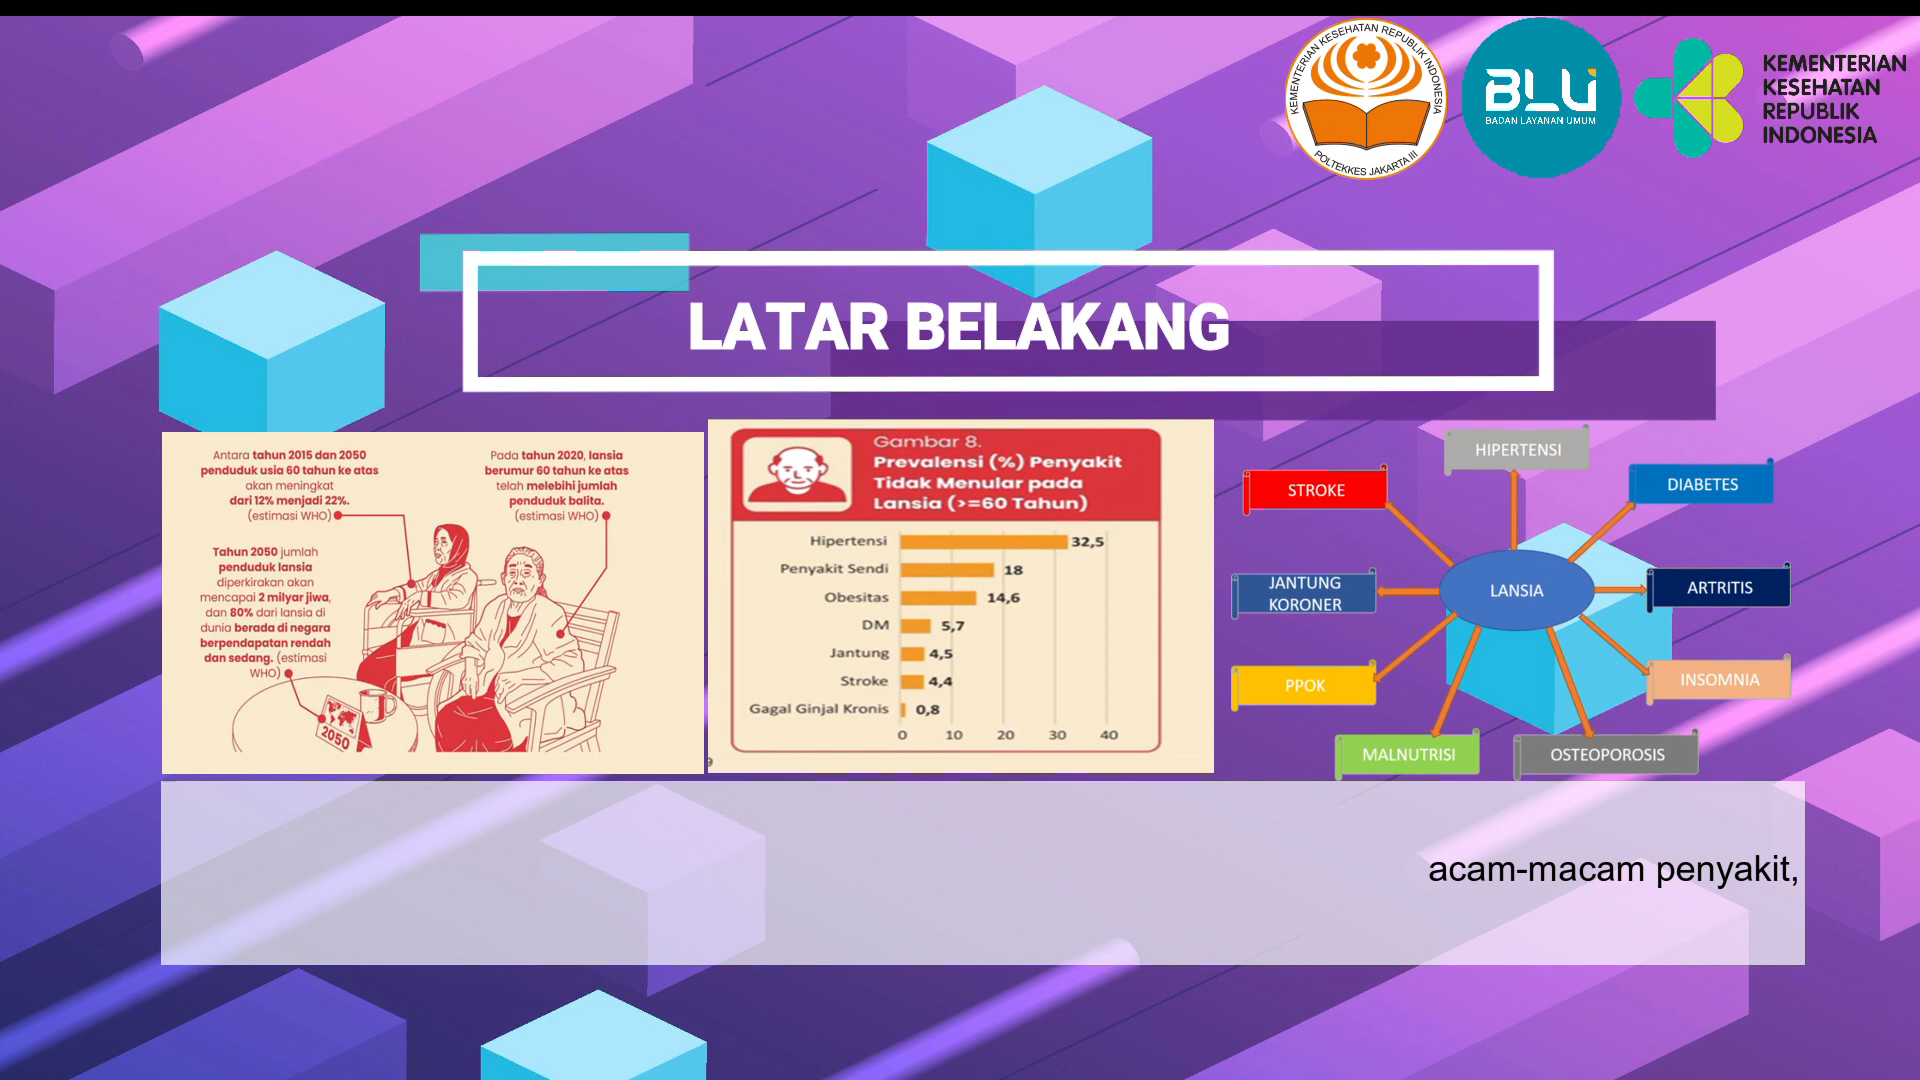 KEMENTERIAN KESEHATAN REPUBLIK INDONESIA
POLTEKKES JAKARTA III
BLU
BADAN LAYANAN UMUM
KEMENTERIAN
KESEHATAN
REPUBLIK
INDONESIA
LATAR BELAKANG
Antara tahun 2015 dan 2050
penduduk usia 60 tahun ke atas
akan meningkat
dari 12% menjadi 22%.
(estimasi WHO)
Pada tahun 2020, lansia
berumur 60 tahun ke atas
telah melebihi jumlah
penduduk balita.
(estimasi WHO)
Tahun 2050 jumlah
penduduk lansia
diperkirakan akan
mencapai 2 milyar jiwa,
dan 80% dari lansia di
dunia berada di negara
berpendapatan rendah
dan sedang. (estimasi
WHO)
2050
Gambar 8.
Prevalensi (%) Penyakit
Tidak Menular pada
Lansia (>=60 Tahun)
Hipertensi 32,5
Penyakit Sendi 18
Obesitas 14,6
DM 5,7
Jantung 4,5
Stroke 4,4
Gagal Ginjal Kronis 0,8
0 10 20 30 40
HIPERTENSI
STROKE
DIABETES
JANTUNG
KORONER
LANSIA
ARTRITIS
PPOK
INSOMNIA
MALNUTRISI
OSTEOPOROSIS
acam-macam penyakit,